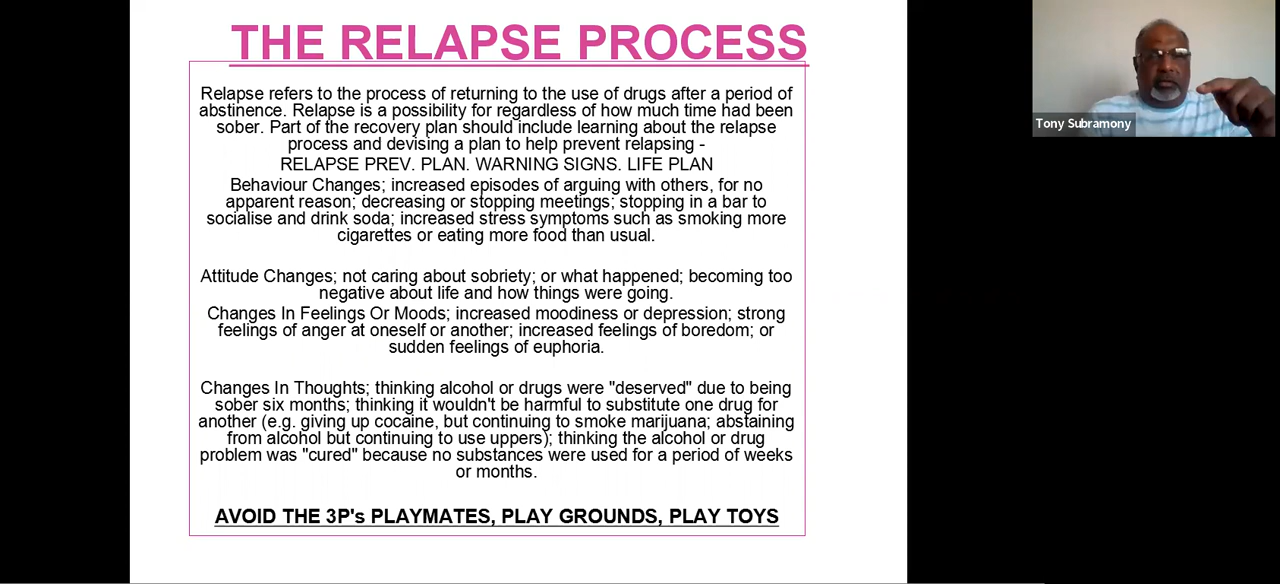 THE RELAPSE PROCESS
Relapse refers to the process of returning to the use of drugs after a period of
abstinence. Relapse is a possibility for regardless of how much time had been
sober. Part of the recovery plan should include learning about the relapse
process and devising a plan to help prevent relapsing -
RELAPSE PREV. PLAN. WARNING SIGNS. LIFE PLAN
Behaviour Changes; increased episodes of arguing with others, for no
apparent reason; decreasing or stopping meetings; stopping in a bar to
socialise and drink soda; increased stress symptoms such as smoking more
cigarettes or eating more food than usual.
Attitude Changes; not caring about sobriety; or what happened; becoming too
negative about life and how things were going.
Changes In Feelings Or Moods; increased moodiness or depression; strong
feelings of anger at oneself or another; increased feelings of boredom; or
sudden feelings of euphoria.
Changes In Thoughts; thinking alcohol or drugs were "deserved" due to being
sober six months; thinking it wouldn't be harmful to substitute one drug for
another (e.g. giving up cocaine, but continuing to smoke marijuana; abstaining
from alcohol but continuing to use uppers); thinking the alcohol or drug
problem was "cured" because no substances were used for a period of weeks
or months.
AVOID THE 3P's PLAYMATES, PLAY GROUNDS, PLAY TOYS
Tony Subramony